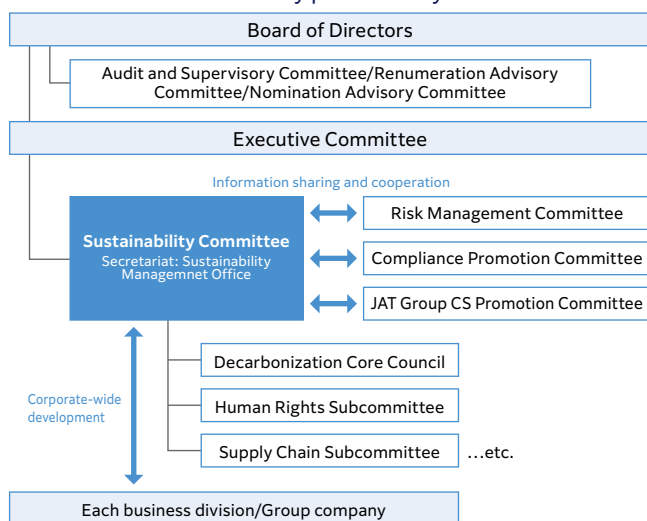 Board of Directors
Audit and Supervisory Committee/Renumeration Advisory
Committee/Nomination Advisory Committee
Executive Committee
Information sharing and cooperation
Sustainability Committee
Secretariat: Sustainability
Managemnet Office
Risk Management Committee
Compliance Promotion Committee
JAT Group CS Promotion Committee
Decarbonization Core Council
Human Rights Subcommittee
Supply Chain Subcommittee …etc.
Corporate-wide
development
Each business division/Group company